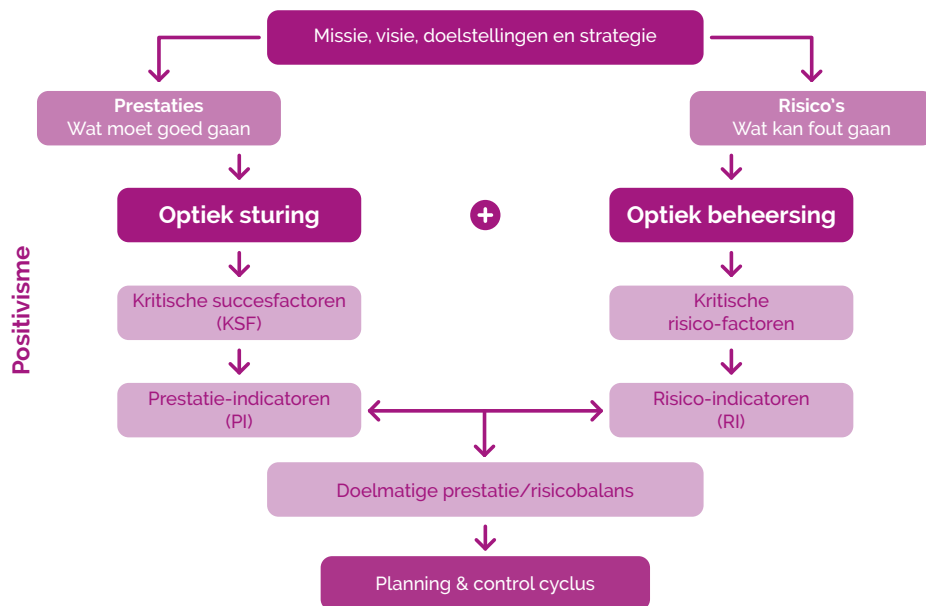 Missie, visie, doelstellingen en strategie
Prestaties
Wat moet goed gaan
Risico's
Wat kan fout gaan
Optiek sturing
+
Optiek beheersing
Positivisme
Kritische succesfactoren
(KSF)
Kritische
risico-factoren
Prestatie-indicatoren
(PI)
Risico-indicatoren
(RI)
Doelmatige prestatie/risicobalans
Planning & control cyclus